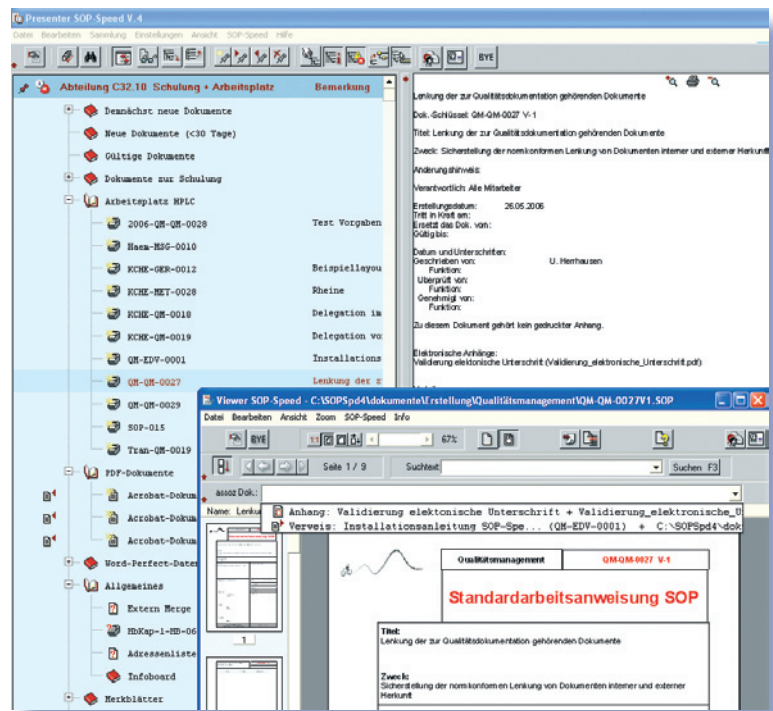 Presenter SOP-Speed V.4
Datei Bearbeiten Sammlung Einstellungen Ansicht SOP-Speed Hilfe
BYE
Abteilung C32.10 Schulung + Arbeitsplatz Bemerkung
Demnächst neue Dokumente
Neue Dokumente (<30 Tage)
Gültige Dokumente
Dokumente zur Schulung
Arbeitsplatz HPLC
2006-QM-QM-0028 Test Vorgaben
Haem-MSG-0010
KCHE-GER-0012 Beispiellayou
KCHE-MET-0028 Rheine
KCHE-QM-0018 Delegation im
KCHE-QM-0019 Delegation vo
QM-EDV-0001 Installations
QM-QM-0027 Lenkung der z
QM-QM-0029
SOP-015
Tran-QM-0019
PDF-Dokumente
Acrobat-Dokum
Acrobat-Dokum
Acrobat-Dokum
Word-Perfect-Date
Allgemeines
Extern Merge
HbKap-1-HB-06
Adressenliste
Infoboard
Merkblätter
Lenkung der zur Qualitätsdokumentation gehörenden Dokumente
Dok.-Schlüssel: QM-QM-0027 V-1
Titel: Lenkung der zur Qualitätsdokumentation gehörenden Dokumente
Zweck: Sicherstellung der normkonformen Lenkung von Dokumenten interner und externer Herkunft
Änderungshinweis:
Verantwortlich: Alle Mitarbeiter
Erstellungsdatum: 26.05.2006
Tritt in Kraft am:
Ersetzt das Dok. vom:
Gültig bis:
Datum und Unterschriften:
Geschrieben von: U. Herrhausen
Funktion:
Überprüft von:
Funktion:
Genehmigt von:
Funktion:
Zu diesem Dokument gehört kein gedruckter Anhang.
Elektronische Anhänge:
Validierung elektonische Unterschrift (Validierung_elektronische_Unterschrift.pdf)
Viewer SOP-Speed - C:\SOPSpd4\dokumente\Erstellung\Qualitätsmanagement\QM-QM-0027V1.SOP
Datei Bearbeiten Ansicht Zoom SOP-Speed Info
BYE 1:1 67%
Seite 1 / 9 Suchtext Suchen F3
assoz Dok.:
Name: Lenku
Anhang: Validierung elektonische Unterschrift + Validierung_elektronische_U
Verweis: Installationsanleitung SOP-Spe... (QM-EDV-0001) + C:\SOPSpd4\dok
1
Qualitätsmanagement QM-QM-0027 V-1
Standardarbeitsanweisung SOP
Titel:
Lenkung der zur Qualitätsdokumentation gehörenden Dokumente
Zweck:
Sicherstellung der normkonformen Lenkung von Dokumenten interner und externer
Herkunft